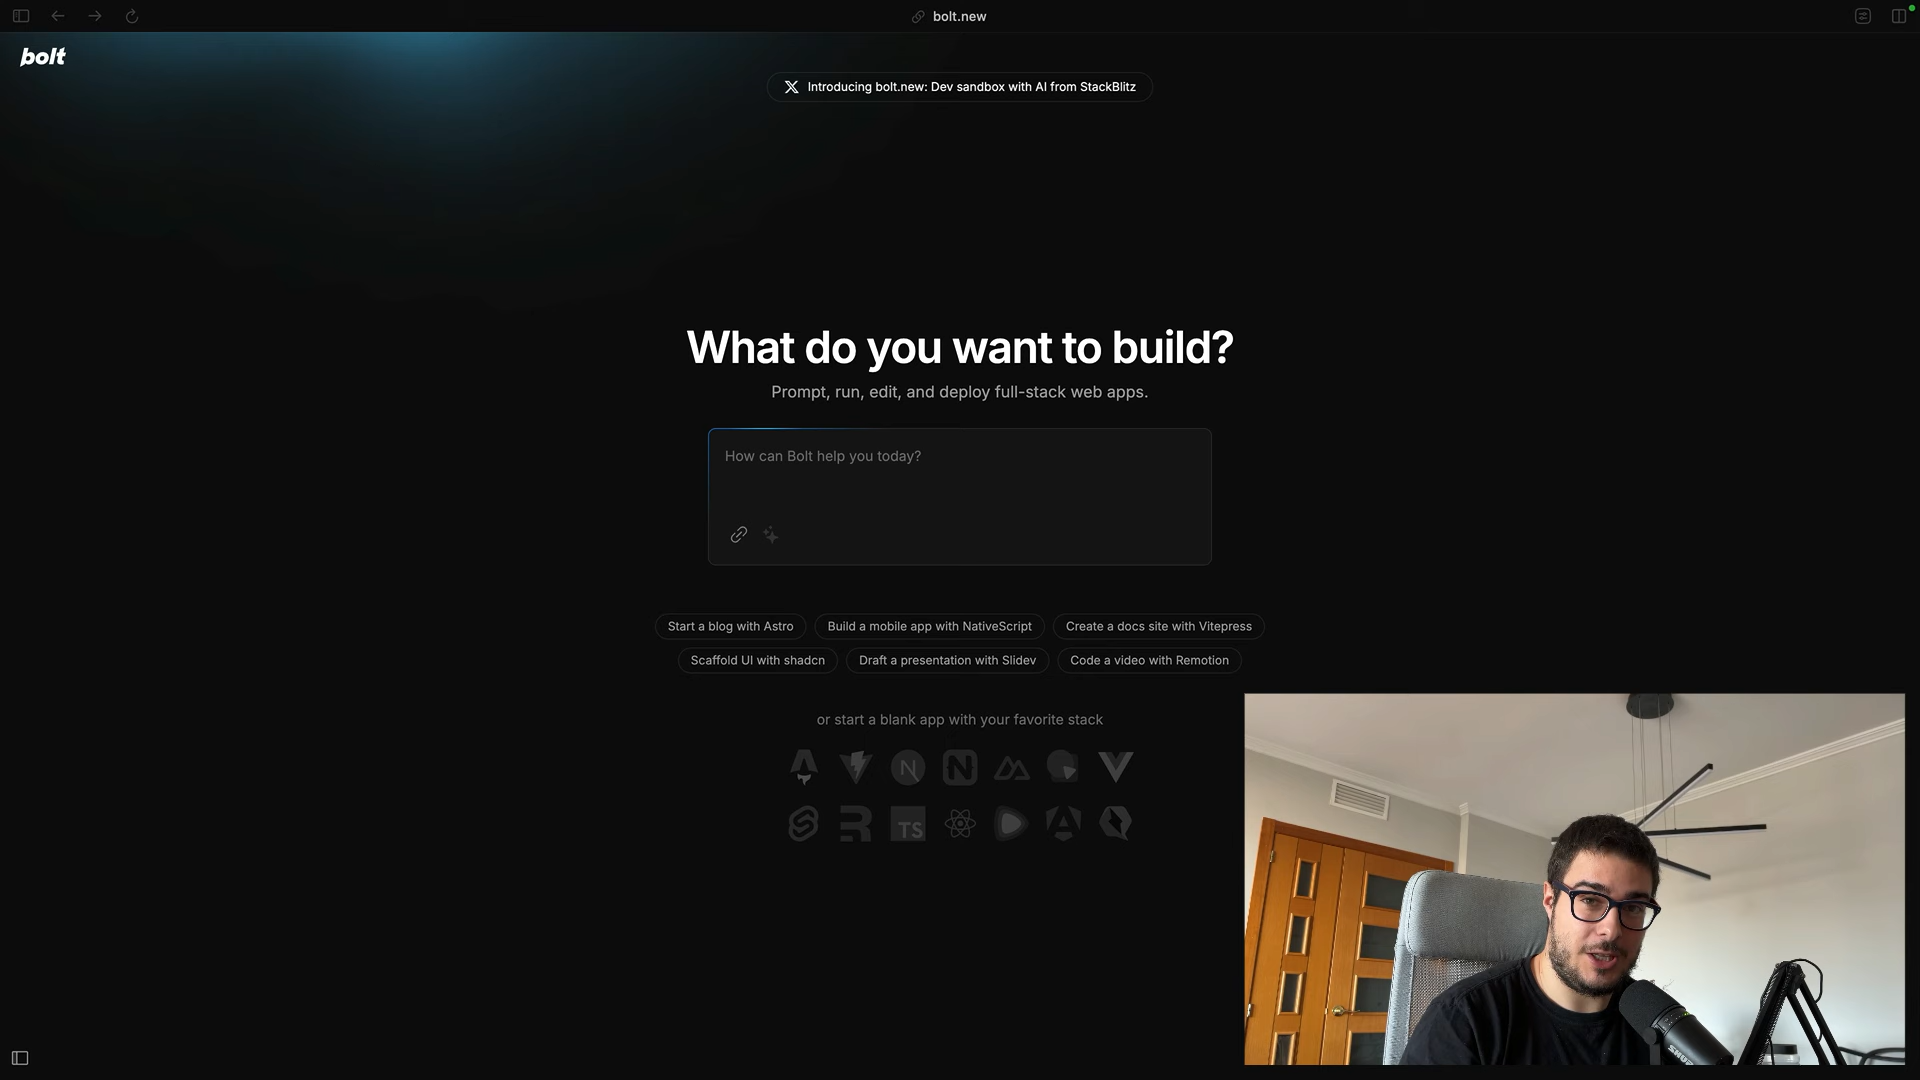 bolt.new
bolt
Introducing bolt.new: Dev sandbox with AI from StackBlitz
What do you want to build?
Prompt, run, edit, and deploy full-stack web apps.
How can Bolt help you today?
Start a blog with Astro
Build a mobile app with NativeScript
Create a docs site with Vitepress
Scaffold UI with shadcn
Draft a presentation with Slidev
Code a video with Remotion
or start a blank app with your favorite stack
TS